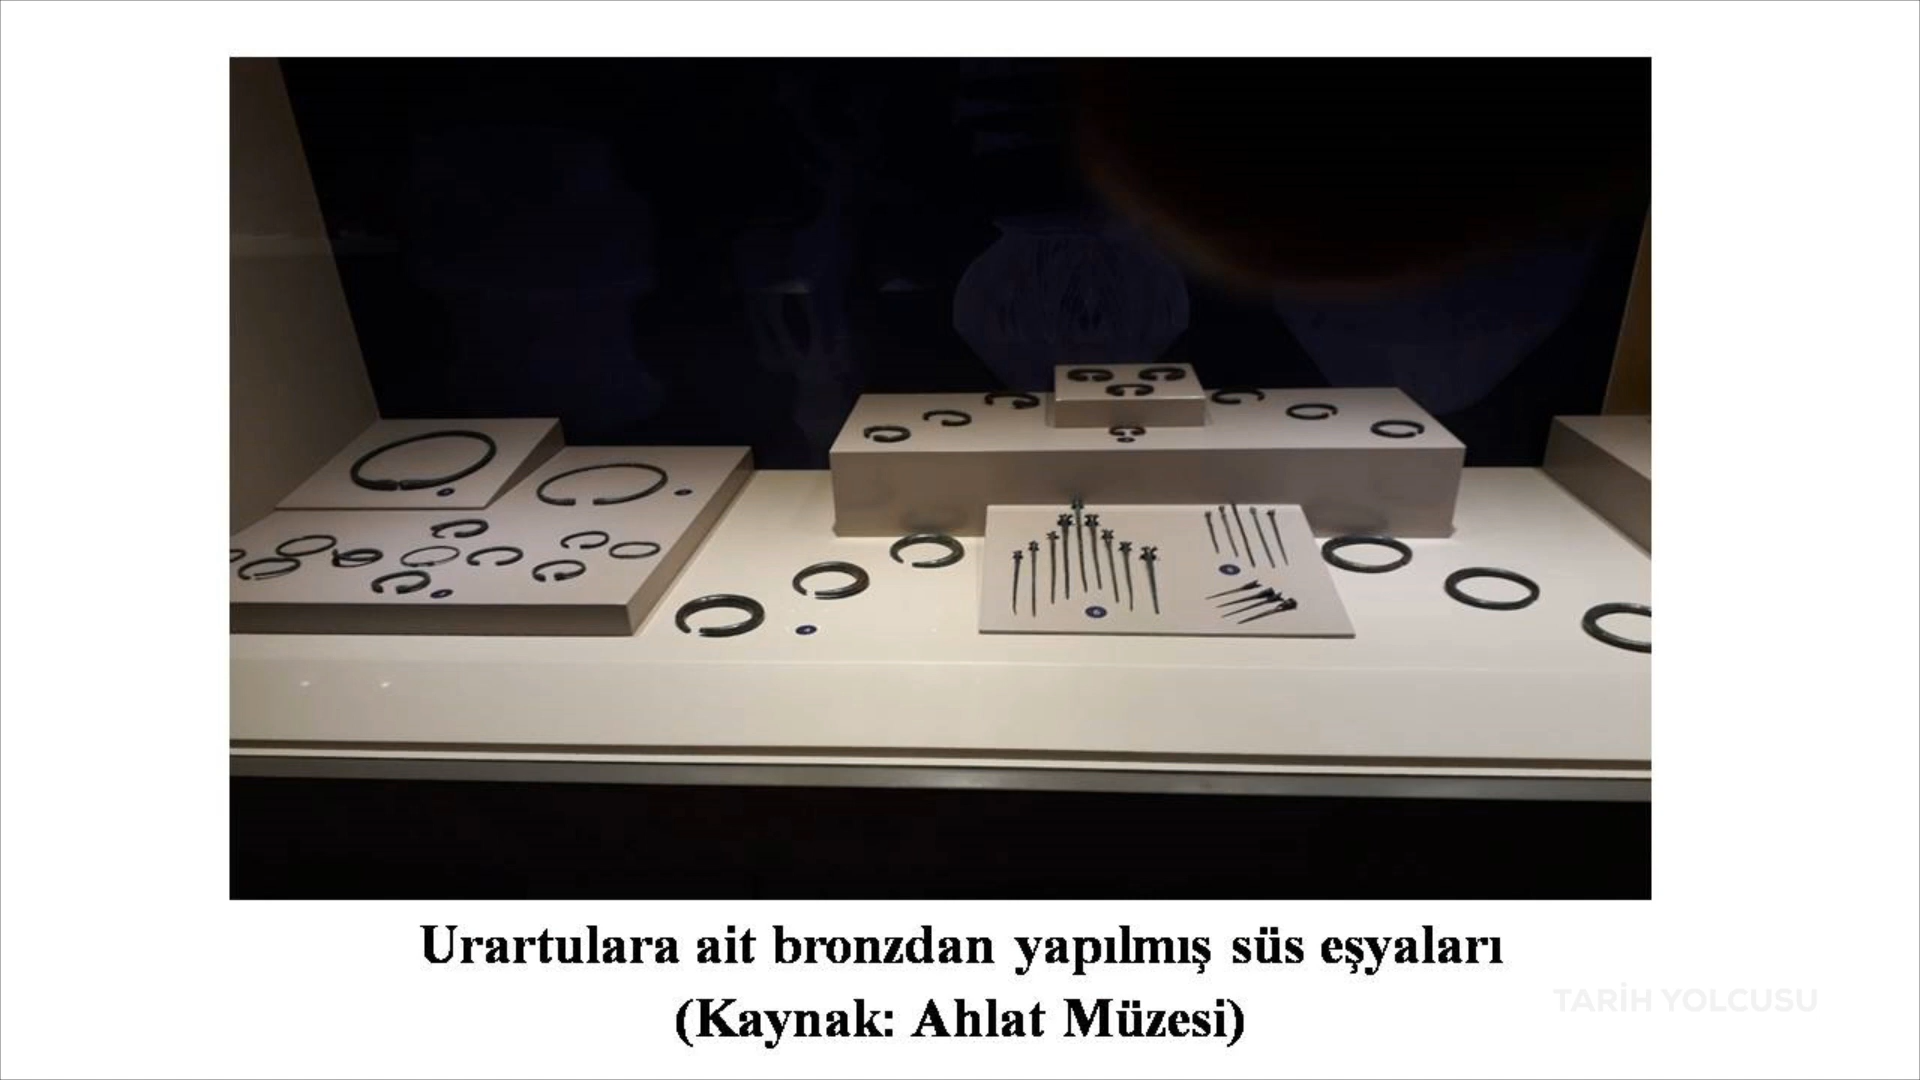 Urartulara ait bronzdan yapılmış süs eşyaları
(Kaynak: Ahlat Müzesi)
TARİH YOLCUSU